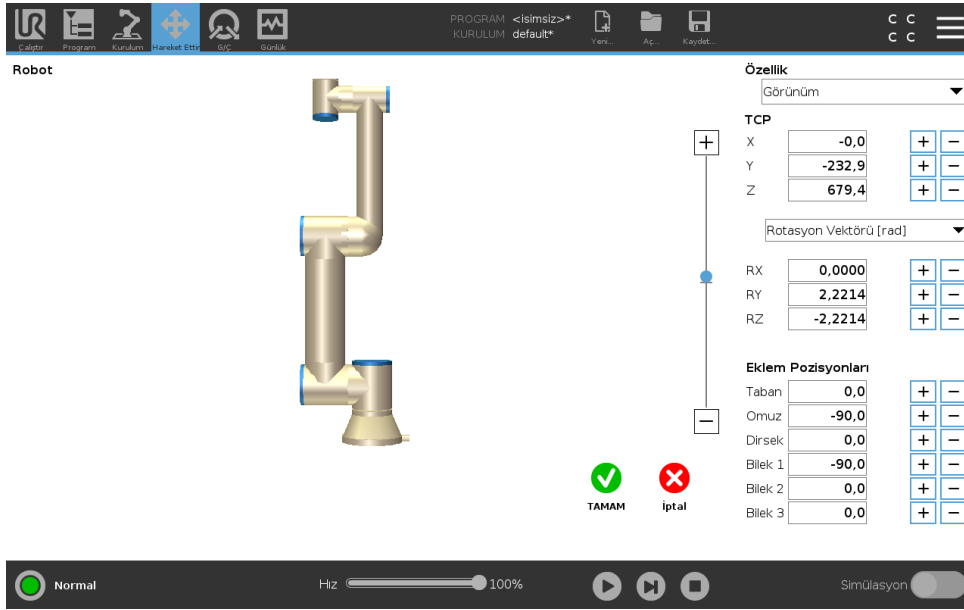 PROGRAM <isimsiz>*
KURULUM default*
C C
C C
Çalıştır Program Kurulum Hareket Ettir G/Ç Günlük Yeni... Aç... Kaydet...
Robot
Özellik
Görünüm
TCP
X -0,0 + −
Y -232,9 + −
Z 679,4 + −
Rotasyon Vektörü [rad]
RX 0,0000 + −
RY 2,2214 + −
RZ -2,2214 + −
Eklem Pozisyonları
Taban 0,0 + −
Omuz -90,0 + −
Dirsek 0,0 + −
Bilek 1 -90,0 + −
Bilek 2 0,0 + −
Bilek 3 0,0 + −
TAMAM İptal
Normal Hız 100% Simülasyon